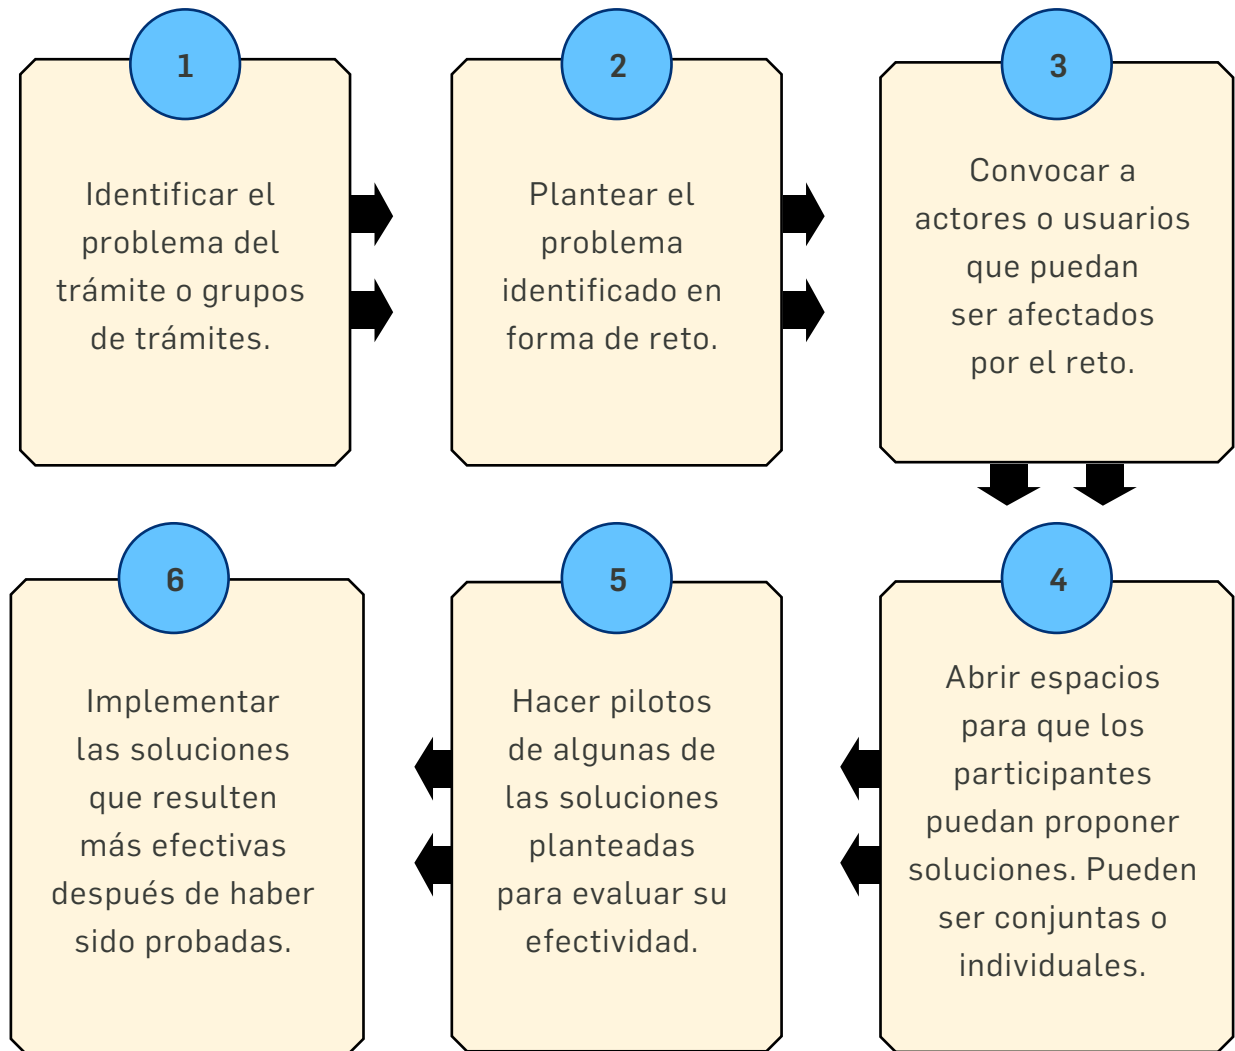 1
Identificar el
problema del
trámite o grupos
de trámites.
2
Plantear el
problema
identificado en
forma de reto.
3
Convocar a
actores o usuarios
que puedan
ser afectados
por el reto.
4
Abrir espacios
para que los
participantes
puedan proponer
soluciones. Pueden
ser conjuntas o
individuales.
5
Hacer pilotos
de algunas de
las soluciones
planteadas
para evaluar su
efectividad.
6
Implementar
las soluciones
que resulten
más efectivas
después de haber
sido probadas.